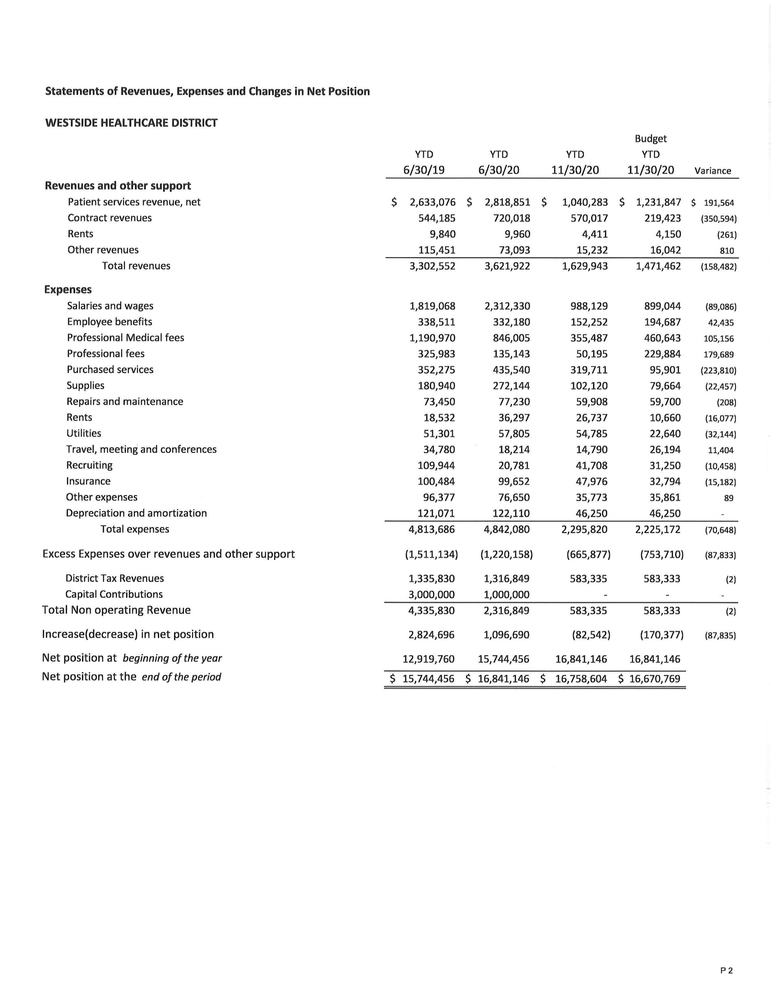 Statements of Revenues, Expenses and Changes in Net Position
WESTSIDE HEALTHCARE DISTRICT
Budget
YTD YTD YTD YTD
6/30/19 6/30/20 11/30/20 11/30/20 Variance
Revenues and other support
Patient services revenue, net $ 2,633,076 $ 2,818,851 $ 1,040,283 $ 1,231,847 $ 191,564
Contract revenues 544,185 720,018 570,017 219,423 (350,594)
Rents 9,840 9,960 4,411 4,150 (261)
Other revenues 115,451 73,093 15,232 16,042 810
Total revenues 3,302,552 3,621,922 1,629,943 1,471,462 (158,482)
Expenses
Salaries and wages 1,819,068 2,312,330 988,129 899,044 (89,086)
Employee benefits 338,511 332,180 152,252 194,687 42,435
Professional Medical fees 1,190,970 846,005 355,487 460,643 105,156
Professional fees 325,983 135,143 50,195 229,884 179,689
Purchased services 352,275 435,540 319,711 95,901 (223,810)
Supplies 180,940 272,144 102,120 79,664 (22,457)
Repairs and maintenance 73,450 77,230 59,908 59,700 (208)
Rents 18,532 36,297 26,737 10,660 (16,077)
Utilities 51,301 57,805 54,785 22,640 (32,144)
Travel, meeting and conferences 34,780 18,214 14,790 26,194 11,404
Recruiting 109,944 20,781 41,708 31,250 (10,458)
Insurance 100,484 99,652 47,976 32,794 (15,182)
Other expenses 96,377 76,650 35,773 35,861 89
Depreciation and amortization 121,071 122,110 46,250 46,250 -
Total expenses 4,813,686 4,842,080 2,295,820 2,225,172 (70,648)
Excess Expenses over revenues and other support (1,511,134) (1,220,158) (665,877) (753,710) (87,833)
District Tax Revenues 1,335,830 1,316,849 583,335 583,333 (2)
Capital Contributions 3,000,000 1,000,000 - - -
Total Non operating Revenue 4,335,830 2,316,849 583,335 583,333 (2)
Increase(decrease) in net position 2,824,696 1,096,690 (82,542) (170,377) (87,835)
Net position at beginning of the year 12,919,760 15,744,456 16,841,146 16,841,146
Net position at the end of the period $ 15,744,456 $ 16,841,146 $ 16,758,604 $ 16,670,769
P 2